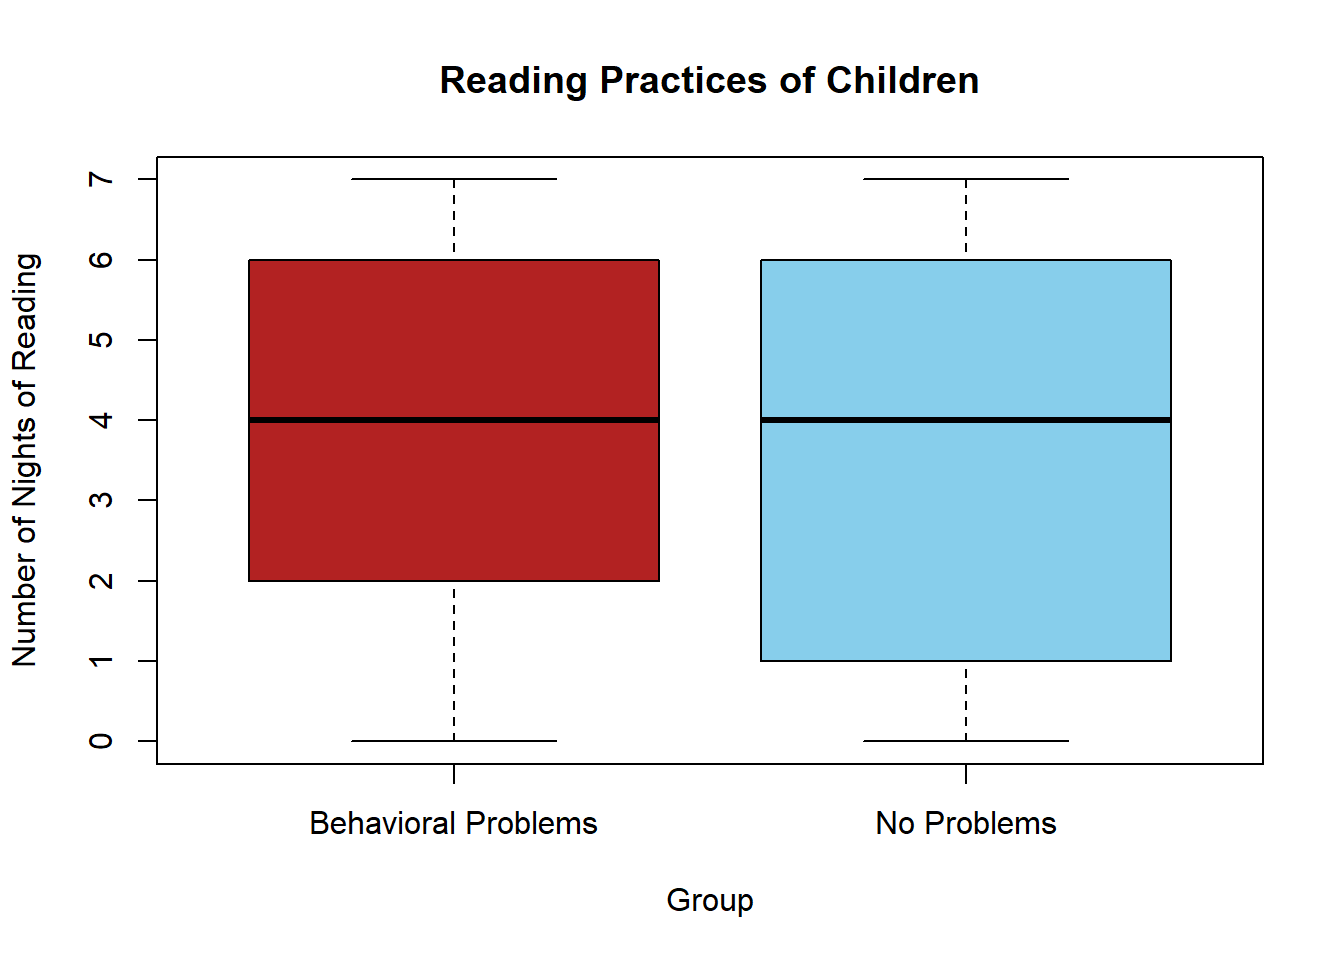 Reading Practices of Children
Number of Nights of Reading
7
6
5
4
3
2
1
0
Behavioral Problems
No Problems
Group